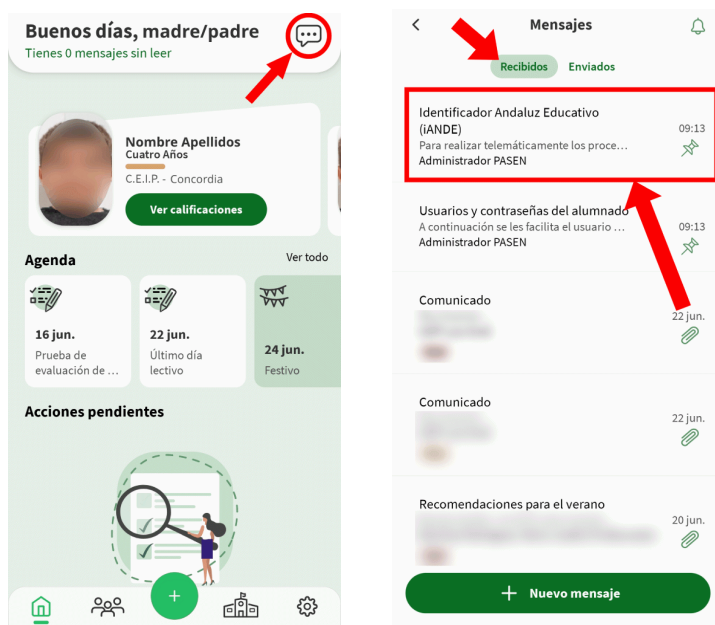 Buenos días, madre/padre
Tienes 0 mensajes sin leer
Nombre Apellidos
Cuatro Años
C.E.I.P. - Concordia
Ver calificaciones
Agenda
Ver todo
16 jun.
Prueba de
evaluación de ...
22 jun.
Último día
lectivo
24 jun.
Festivo
Acciones pendientes
+
Mensajes
Recibidos
Enviados
Identificador Andaluz Educativo
(iANDE)
09:13
Para realizar telemáticamente los proce...
Administrador PASEN
Usuarios y contraseñas del alumnado
A continuación se les facilita el usuario ...
09:13
Administrador PASEN
Comunicado
22 jun.
Comunicado
22 jun.
Recomendaciones para el verano
20 jun.
+ Nuevo mensaje